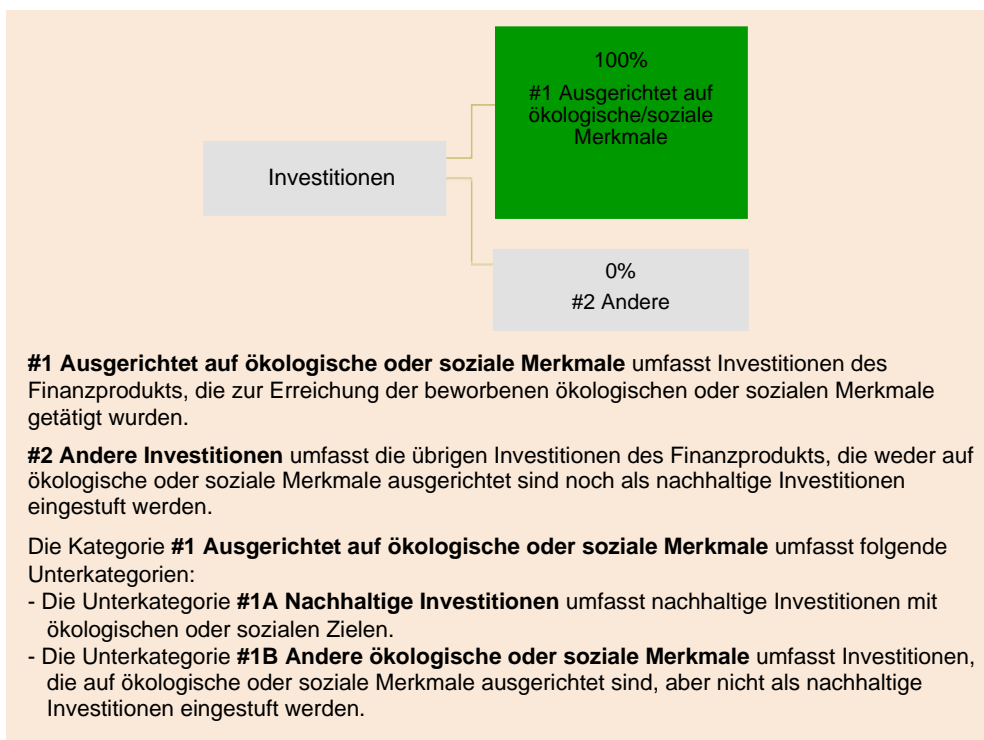 100%
#1 Ausgerichtet auf
ökologische/soziale
Merkmale
Investitionen
0%
#2 Andere
#1 Ausgerichtet auf ökologische oder soziale Merkmale umfasst Investitionen des
Finanzprodukts, die zur Erreichung der beworbenen ökologischen oder sozialen Merkmale
getätigt wurden.
#2 Andere Investitionen umfasst die übrigen Investitionen des Finanzprodukts, die weder auf
ökologische oder soziale Merkmale ausgerichtet sind noch als nachhaltige Investitionen
eingestuft werden.
Die Kategorie #1 Ausgerichtet auf ökologische oder soziale Merkmale umfasst folgende
Unterkategorien:
- Die Unterkategorie #1A Nachhaltige Investitionen umfasst nachhaltige Investitionen mit
ökologischen oder sozialen Zielen.
- Die Unterkategorie #1B Andere ökologische oder soziale Merkmale umfasst Investitionen,
die auf ökologische oder soziale Merkmale ausgerichtet sind, aber nicht als nachhaltige
Investitionen eingestuft werden.